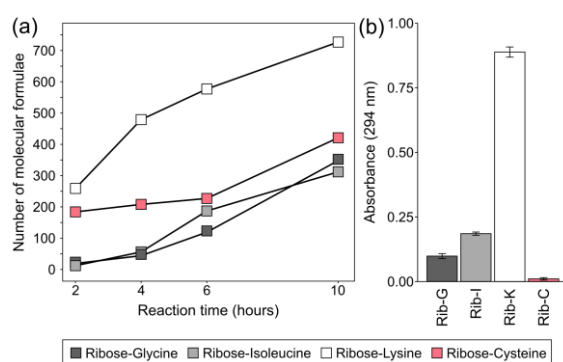 (a)
Number of molecular formulae
700
600
500
400
300
200
100
0
2
4
6
10
Reaction time (hours)
(b)
Absorbance (294 nm)
1.00
0.75
0.50
0.25
0.00
Rib-G
Rib-I
Rib-K
Rib-C
Ribose-Glycine Ribose-Isoleucine Ribose-Lysine Ribose-Cysteine